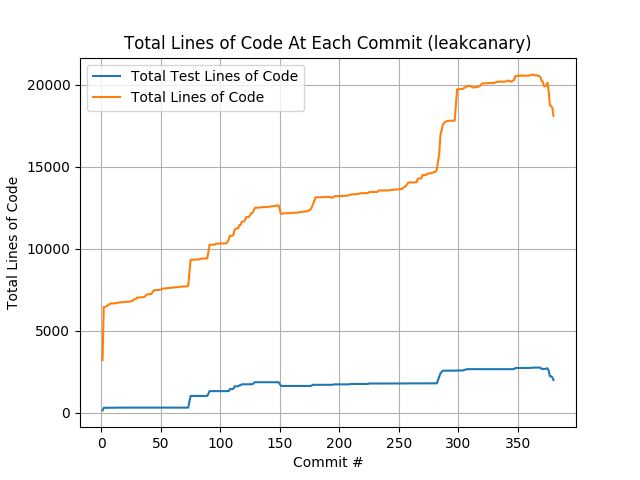 Total Lines of Code At Each Commit (leakcanary)
Total Test Lines of Code
Total Lines of Code
Total Lines of Code
20000
15000
10000
5000
0
0 50 100 150 200 250 300 350
Commit #